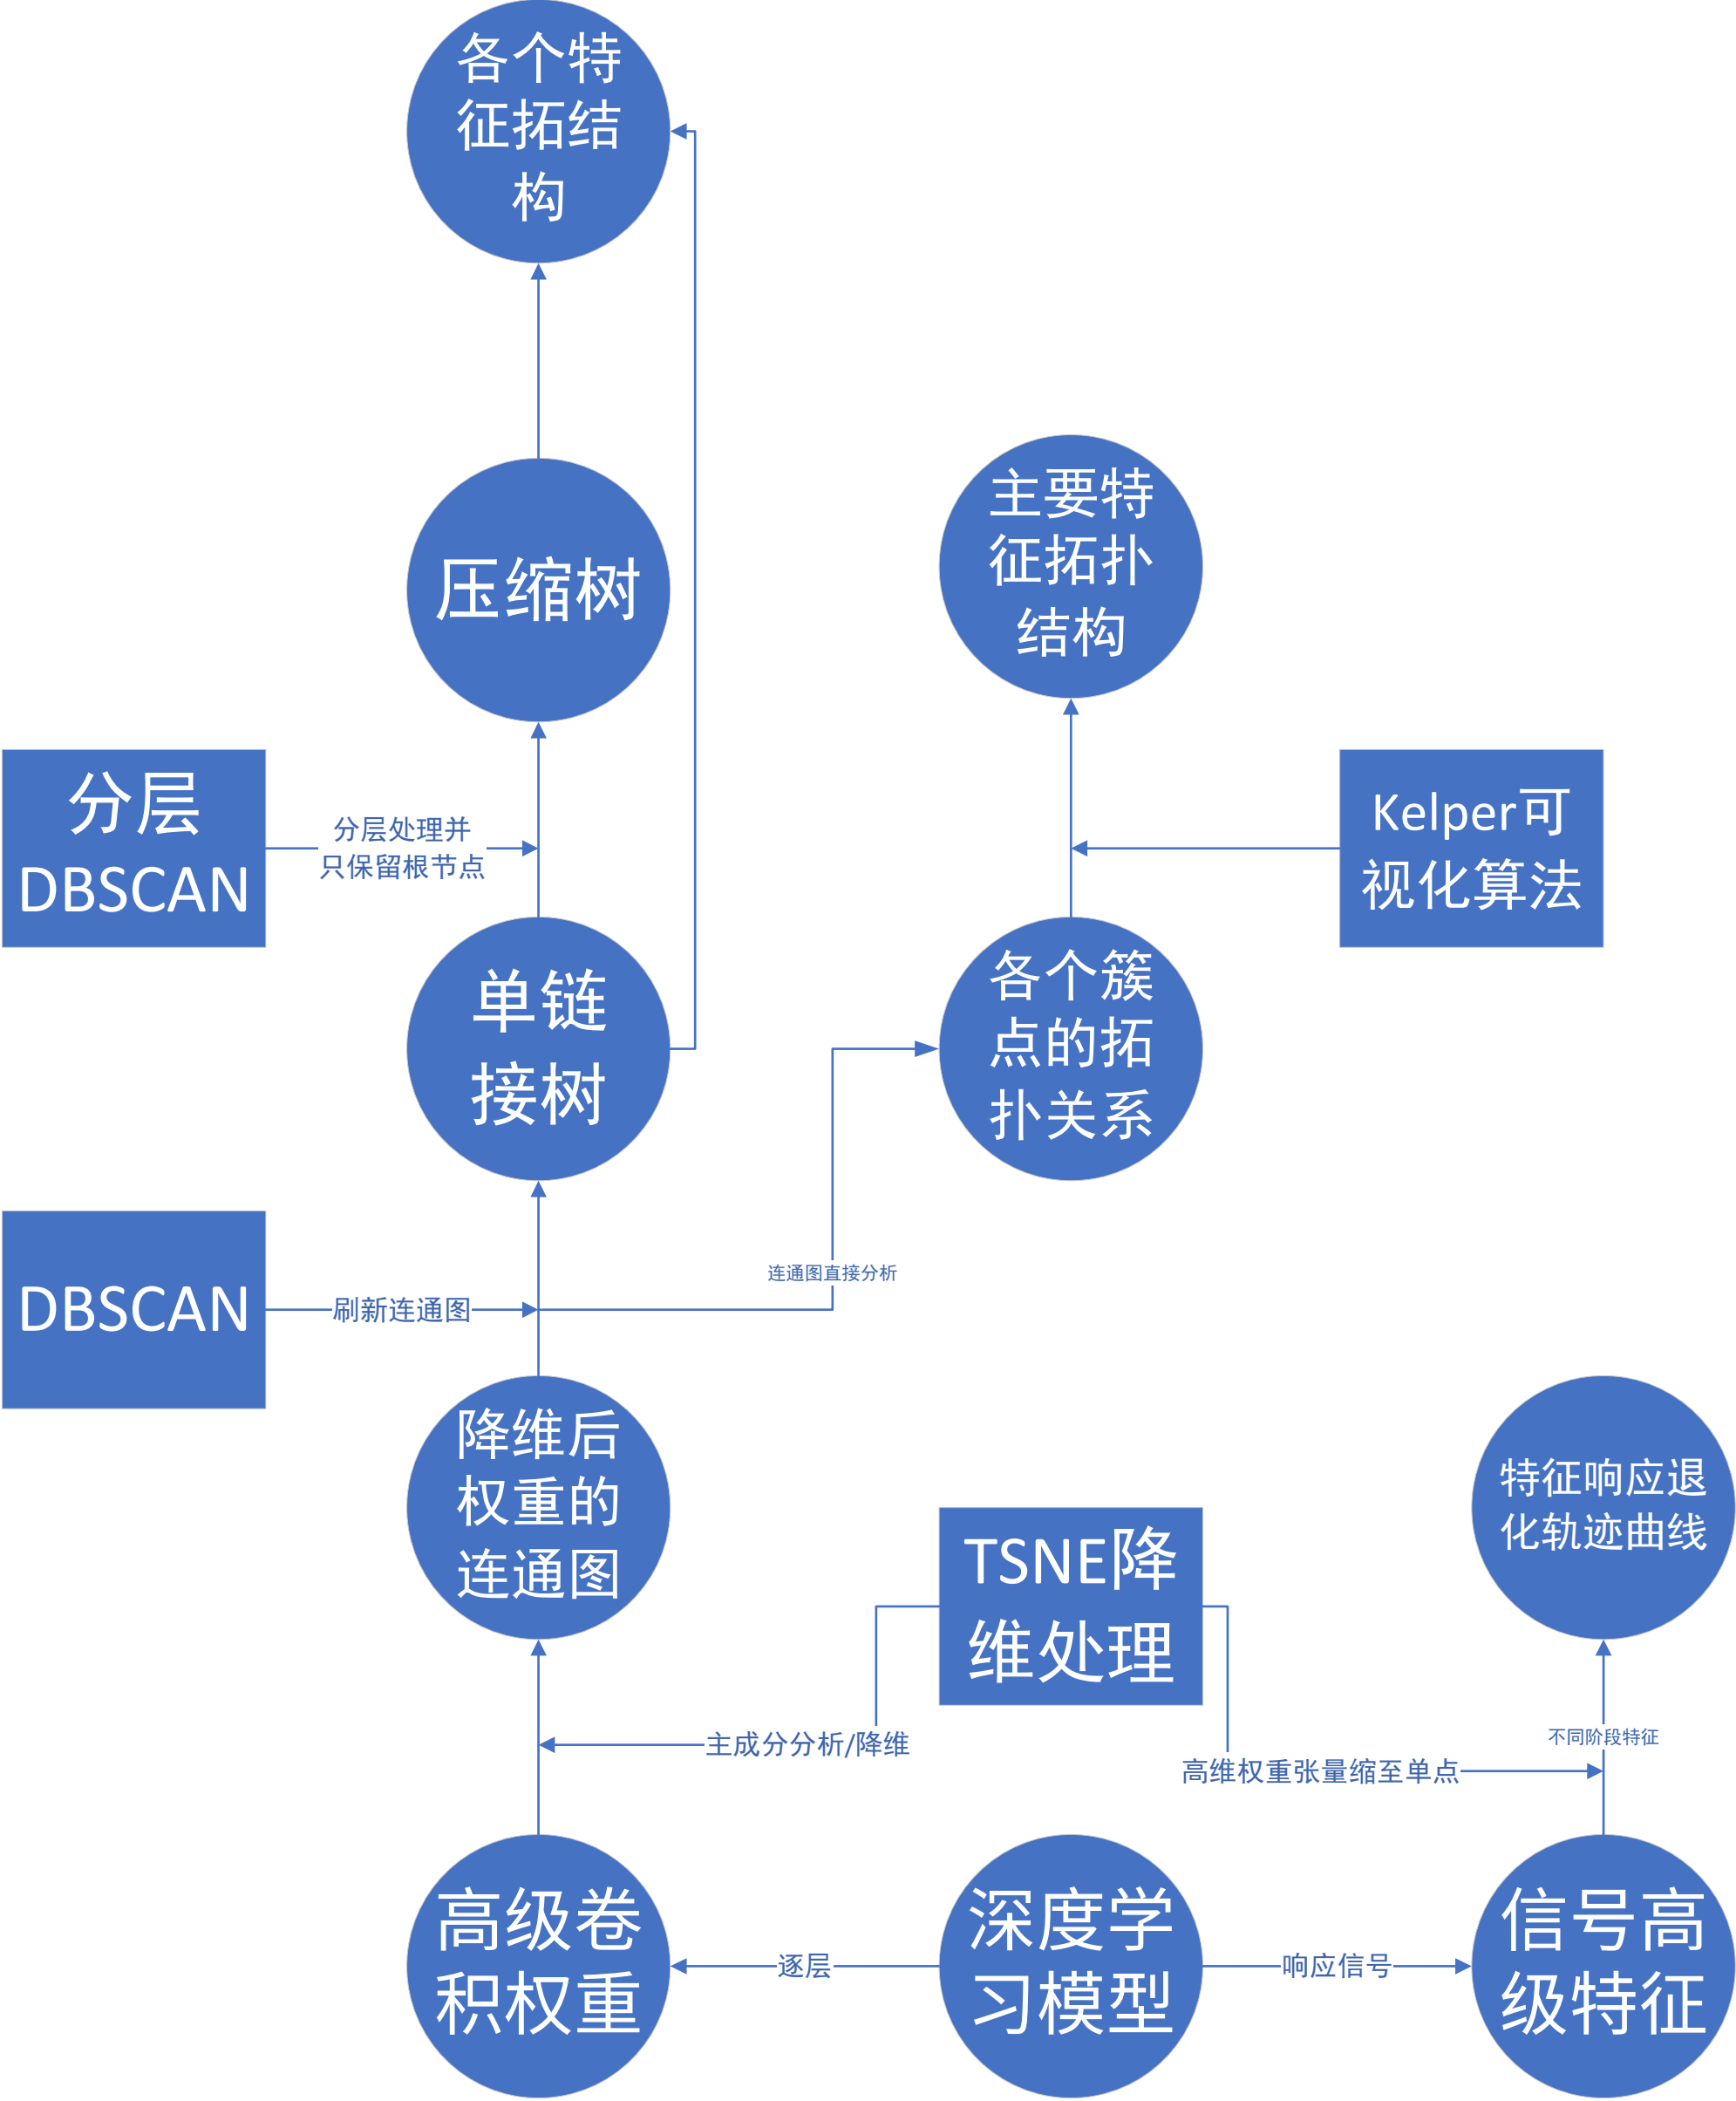 各个特
征拓结
构
压缩树
主要特
征拓扑
结构
分层
DBSCAN
分层处理并
只保留根节点
Kelper可
视化算法
单链
接树
各个簇
点的拓
扑关系
DBSCAN
刷新连通图
连通图直接分析
降维后
权重的
连通图
TSNE降
维处理
特征响应退
化轨迹曲线
主成分分析/降维
高维权重张量缩至单点
不同阶段特征
高级卷
积权重
逐层
深度学
习模型
响应信号
信号高
级特征